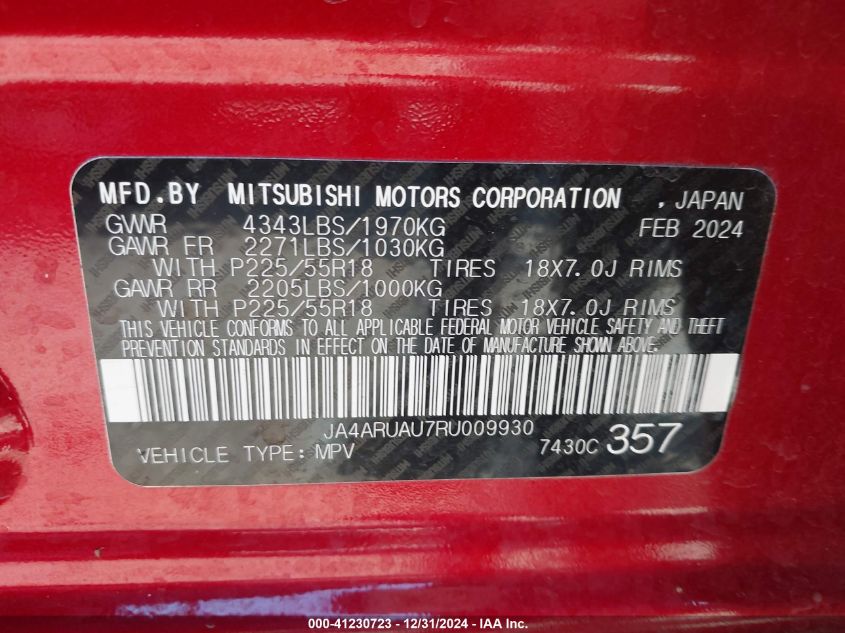 MFD.BY MITSUBISHI MOTORS CORPORATION , JAPAN
GVWR 4343LBS/1970KG FEB 2024
GAWR FR 2271LBS/1030KG
WITH P225/55R18 TIRES 18X7.0J RIMS
GAWR RR 2205LBS/1000KG
WITH P225/55R18 TIRES 18X7.0J RIMS
THIS VEHICLE CONFORMS TO ALL APPLICABLE FEDERAL MOTOR VEHICLE SAFETY AND THEFT
PREVENTION STANDARDS IN EFFECT ON THE DATE OF MANUFACTURE SHOWN ABOVE.
JA4ARUAU7RU009930
VEHICLE TYPE: MPV 7430C 357
000-41230723 - 12/31/2024 - IAA Inc.